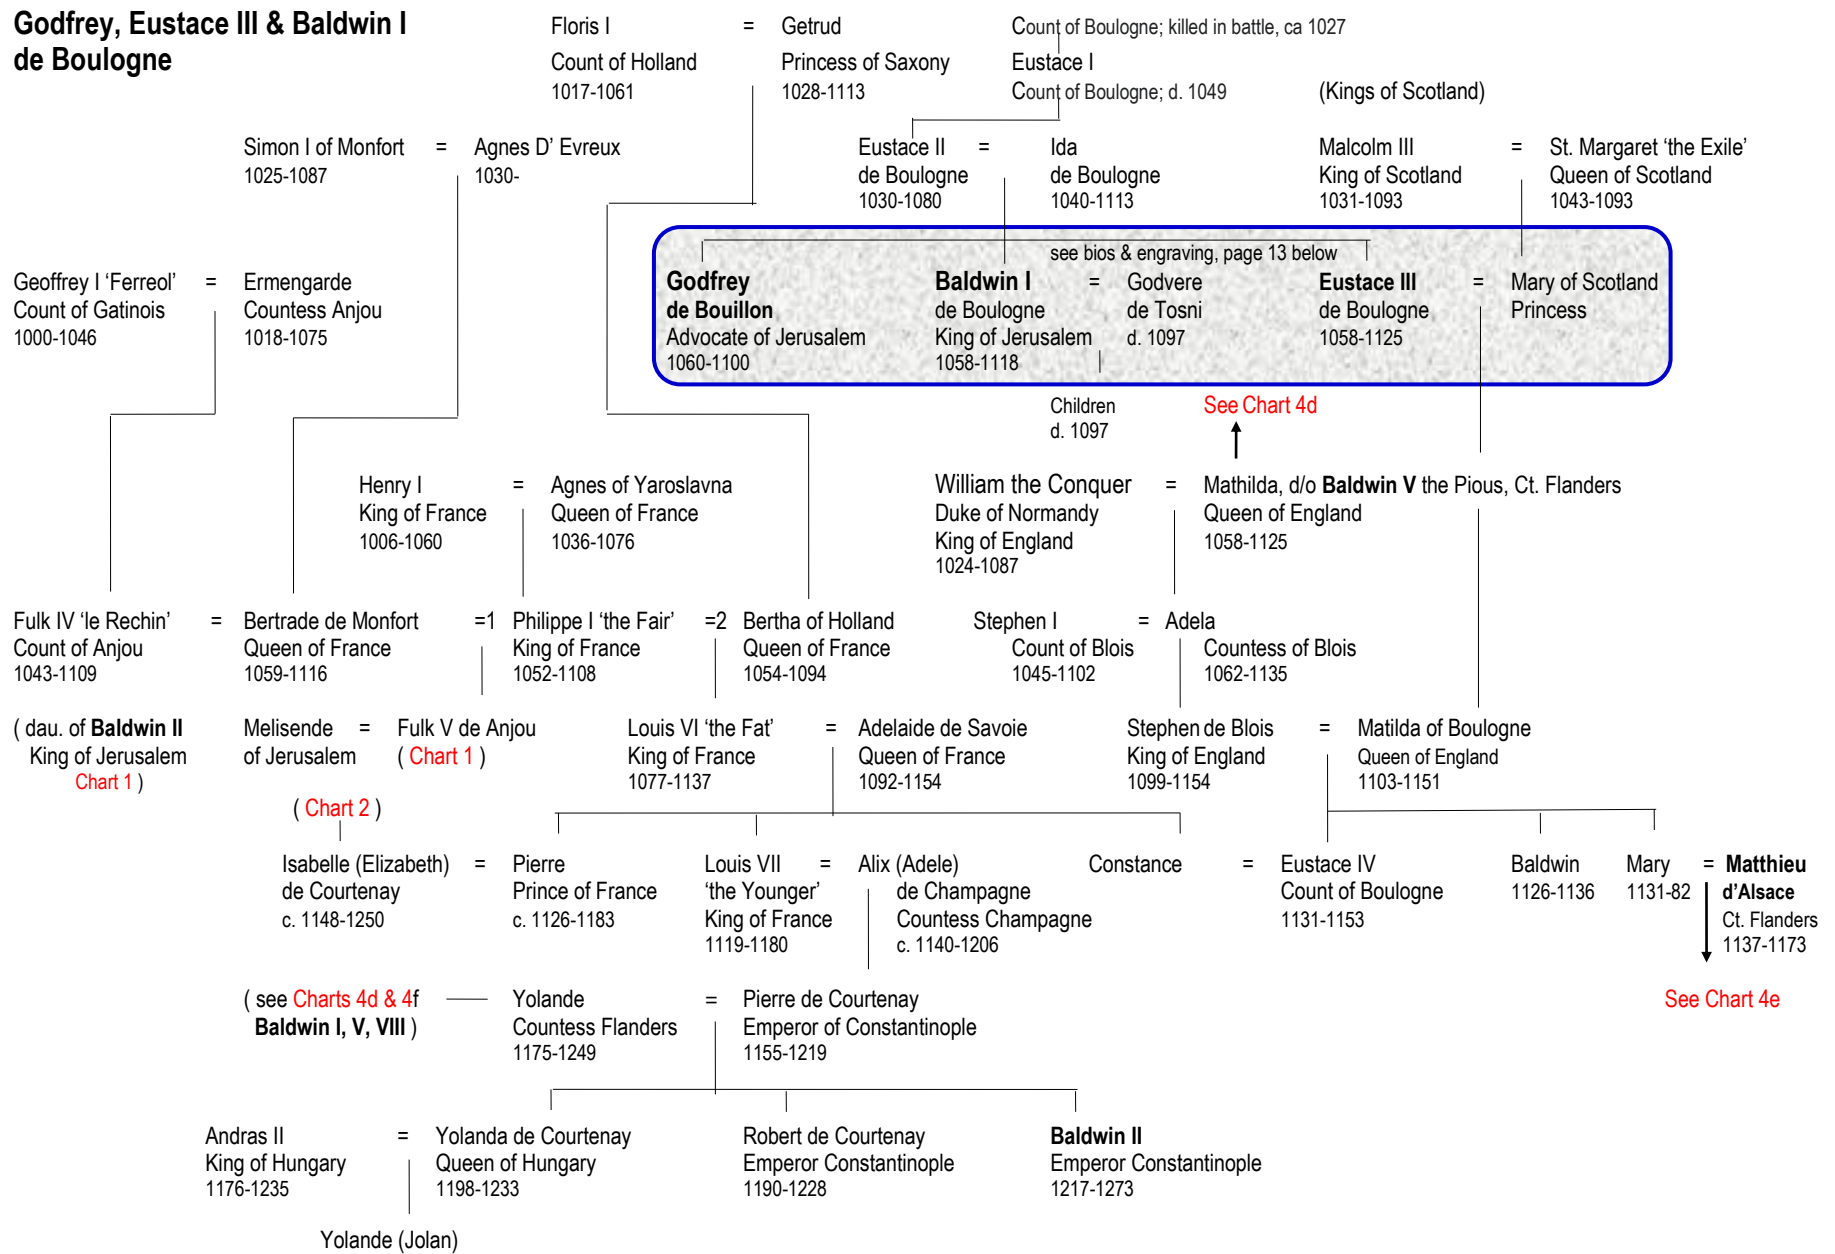 Godfrey, Eustace III & Baldwin I
de Boulogne
Floris I = Getrud
Count of Holland Princess of Saxony
1017-1061 1028-1113
Count of Boulogne; killed in battle, ca 1027
Eustace I
Count of Boulogne; d. 1049
(Kings of Scotland)
Simon I of Monfort = Agnes D' Evreux
1025-1087 1030-
Eustace II = Ida
de Boulogne de Boulogne
1030-1080 1040-1113
Malcolm III = St. Margaret ‘the Exile’
King of Scotland Queen of Scotland
1031-1093 1043-1093
see bios & engraving, page 13 below
Geoffrey I ‘Ferreol’ = Ermengarde
Count of Gatinois Countess Anjou
1000-1046 1018-1075
Godfrey
de Bouillon
Advocate of Jerusalem
1060-1100
Baldwin I = Godvere
de Boulogne de Tosni
King of Jerusalem d. 1097
1058-1118
Eustace III = Mary of Scotland
de Boulogne Princess
1058-1125
Children
d. 1097
See Chart 4d
Henry I = Agnes of Yaroslavna
King of France Queen of France
1006-1060 1036-1076
William the Conquer = Mathilda, d/o Baldwin V the Pious, Ct. Flanders
Duke of Normandy Queen of England
King of England 1058-1125
1024-1087
Fulk IV ‘le Rechin’ = Bertrade de Monfort =1 Philippe I ‘the Fair’ =2 Bertha of Holland
Count of Anjou Queen of France King of France Queen of France
1043-1109 1059-1116 1052-1108 1054-1094
Stephen I = Adela
Count of Blois Countess of Blois
1045-1102 1062-1135
( dau. of Baldwin II
King of Jerusalem
Chart 1 )
Melisende = Fulk V de Anjou
of Jerusalem ( Chart 1 )
Louis VI ‘the Fat’ = Adelaide de Savoie
King of France Queen of France
1077-1137 1092-1154
Stephen de Blois = Matilda of Boulogne
King of England Queen of England
1099-1154 1103-1151
( Chart 2 )
Isabelle (Elizabeth) = Pierre
de Courtenay Prince of France
c. 1148-1250 c. 1126-1183
Louis VII = Alix (Adele)
‘the Younger’ de Champagne
King of France Countess Champagne
1119-1180 c. 1140-1206
Constance = Eustace IV
Count of Boulogne
1131-1153
Baldwin
1126-1136
Mary = Matthieu
1131-82 d'Alsace
Ct. Flanders
1137-1173
( see Charts 4d & 4f
Baldwin I, V, VIII )
Yolande = Pierre de Courtenay
Countess Flanders Emperor of Constantinople
1175-1249 1155-1219
See Chart 4e
Andras II = Yolanda de Courtenay
King of Hungary Queen of Hungary
1176-1235 1198-1233
Robert de Courtenay
Emperor Constantinople
1190-1228
Baldwin II
Emperor Constantinople
1217-1273
Yolande (Jolan)